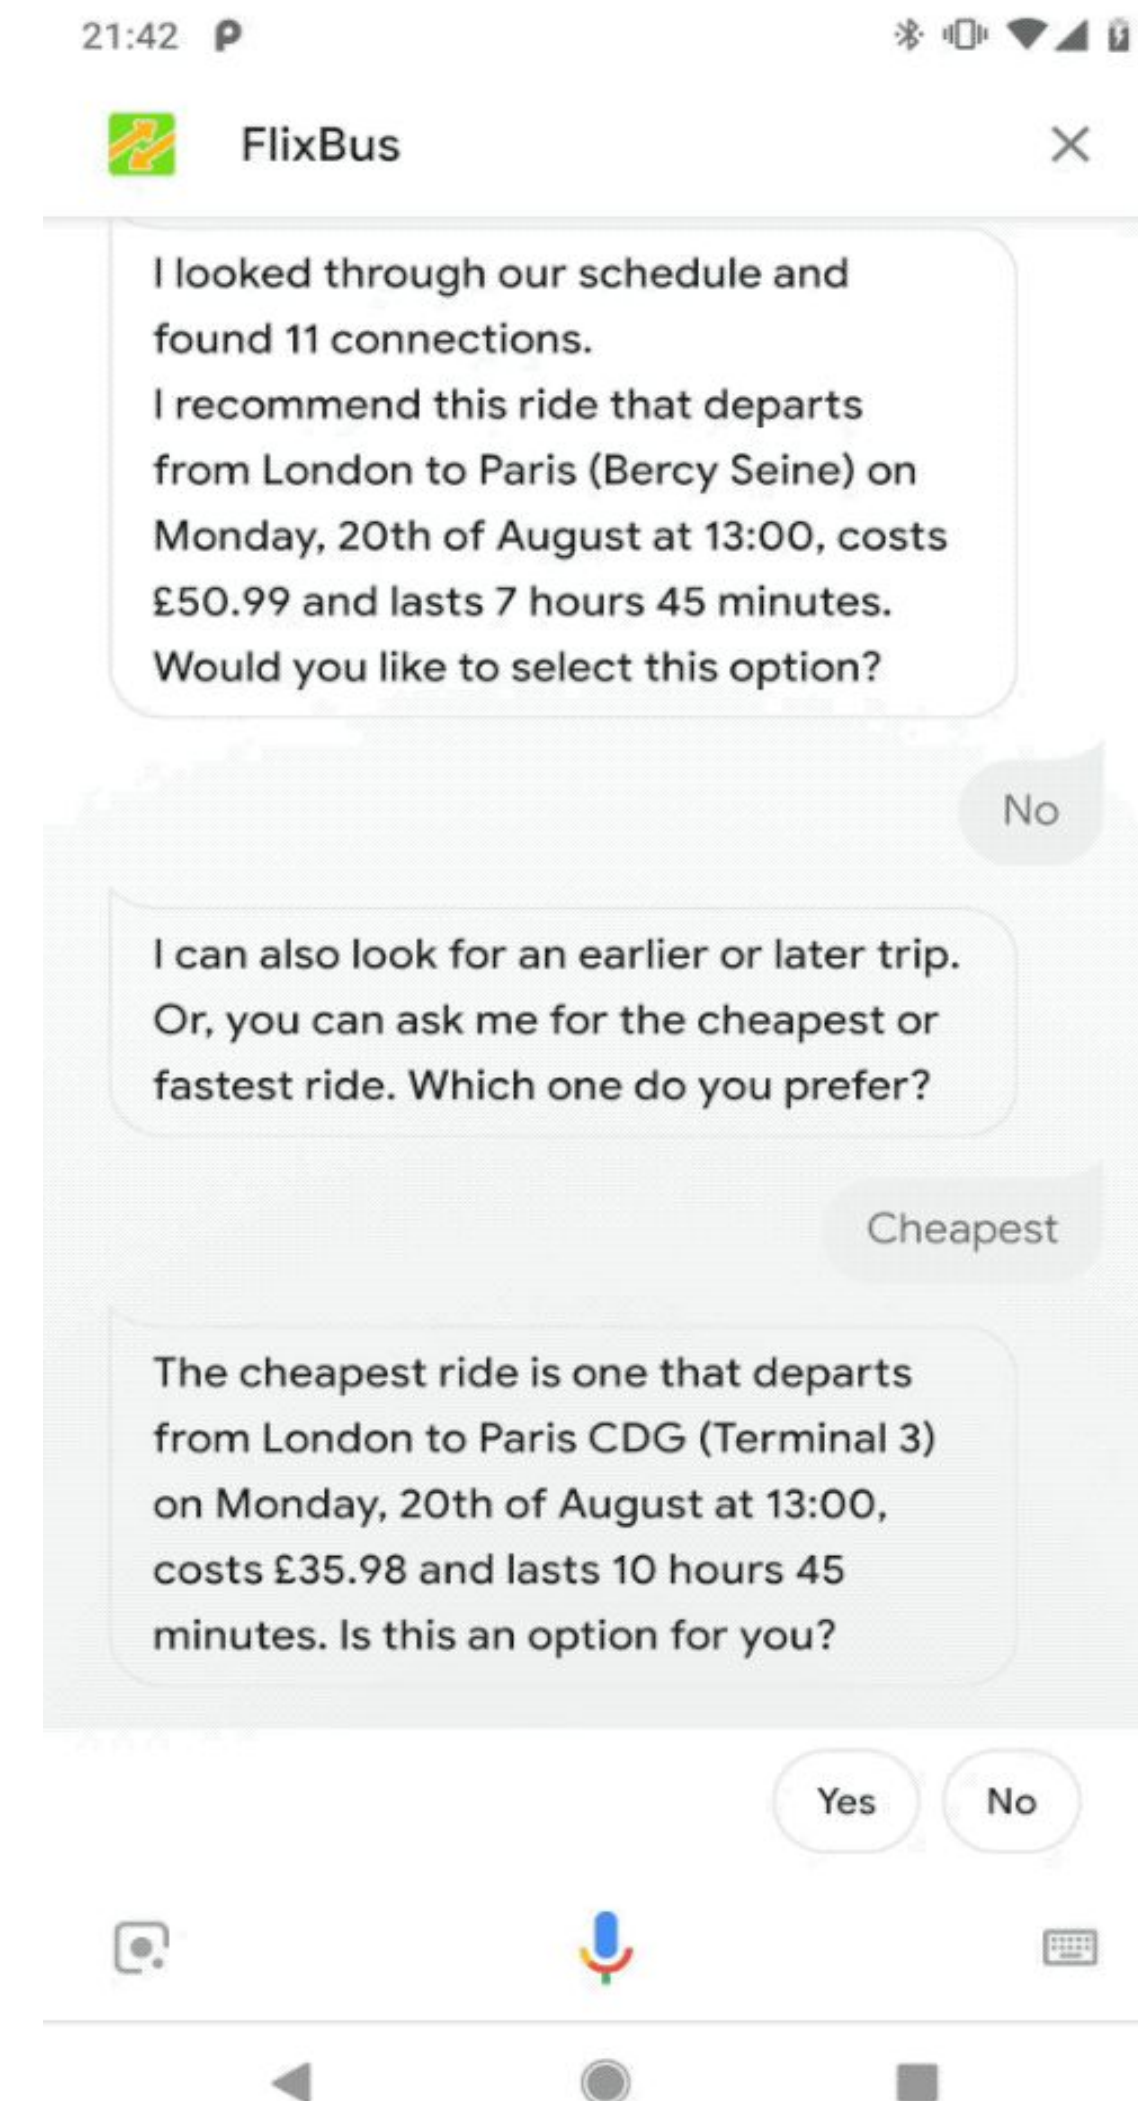 21:42
FlixBus
I looked through our schedule and
found 11 connections.
I recommend this ride that departs
from London to Paris (Bercy Seine) on
Monday, 20th of August at 13:00, costs
£50.99 and lasts 7 hours 45 minutes.
Would you like to select this option?
No
I can also look for an earlier or later trip.
Or, you can ask me for the cheapest or
fastest ride. Which one do you prefer?
Cheapest
The cheapest ride is one that departs
from London to Paris CDG (Terminal 3)
on Monday, 20th of August at 13:00,
costs £35.98 and lasts 10 hours 45
minutes. Is this an option for you?
Yes No